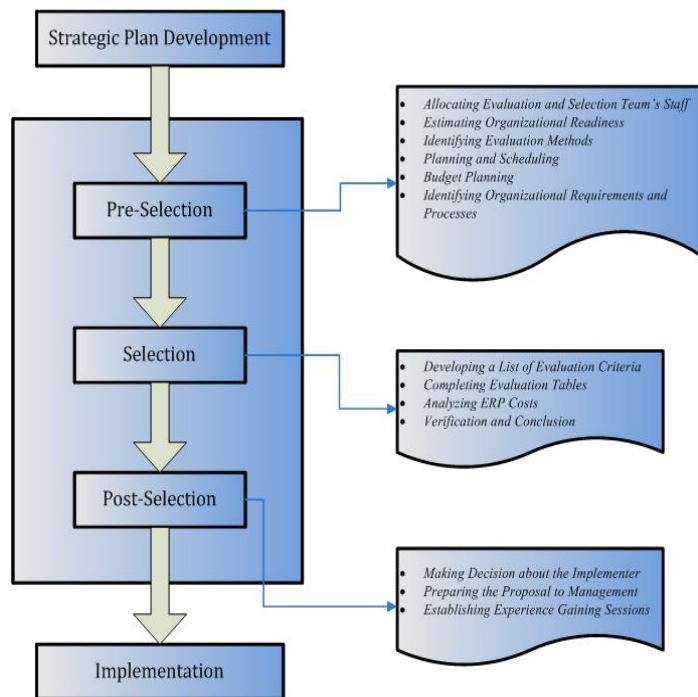 Strategic Plan Development
Pre-Selection
• Allocating Evaluation and Selection Team's Staff
• Estimating Organizational Readiness
• Identifying Evaluation Methods
• Planning and Scheduling
• Budget Planning
• Identifying Organizational Requirements and
Processes
Selection
• Developing a List of Evaluation Criteria
• Completing Evaluation Tables
• Analyzing ERP Costs
• Verification and Conclusion
Post-Selection
• Making Decision about the Implementer
• Preparing the Proposal to Management
• Establishing Experience Gaining Sessions
Implementation